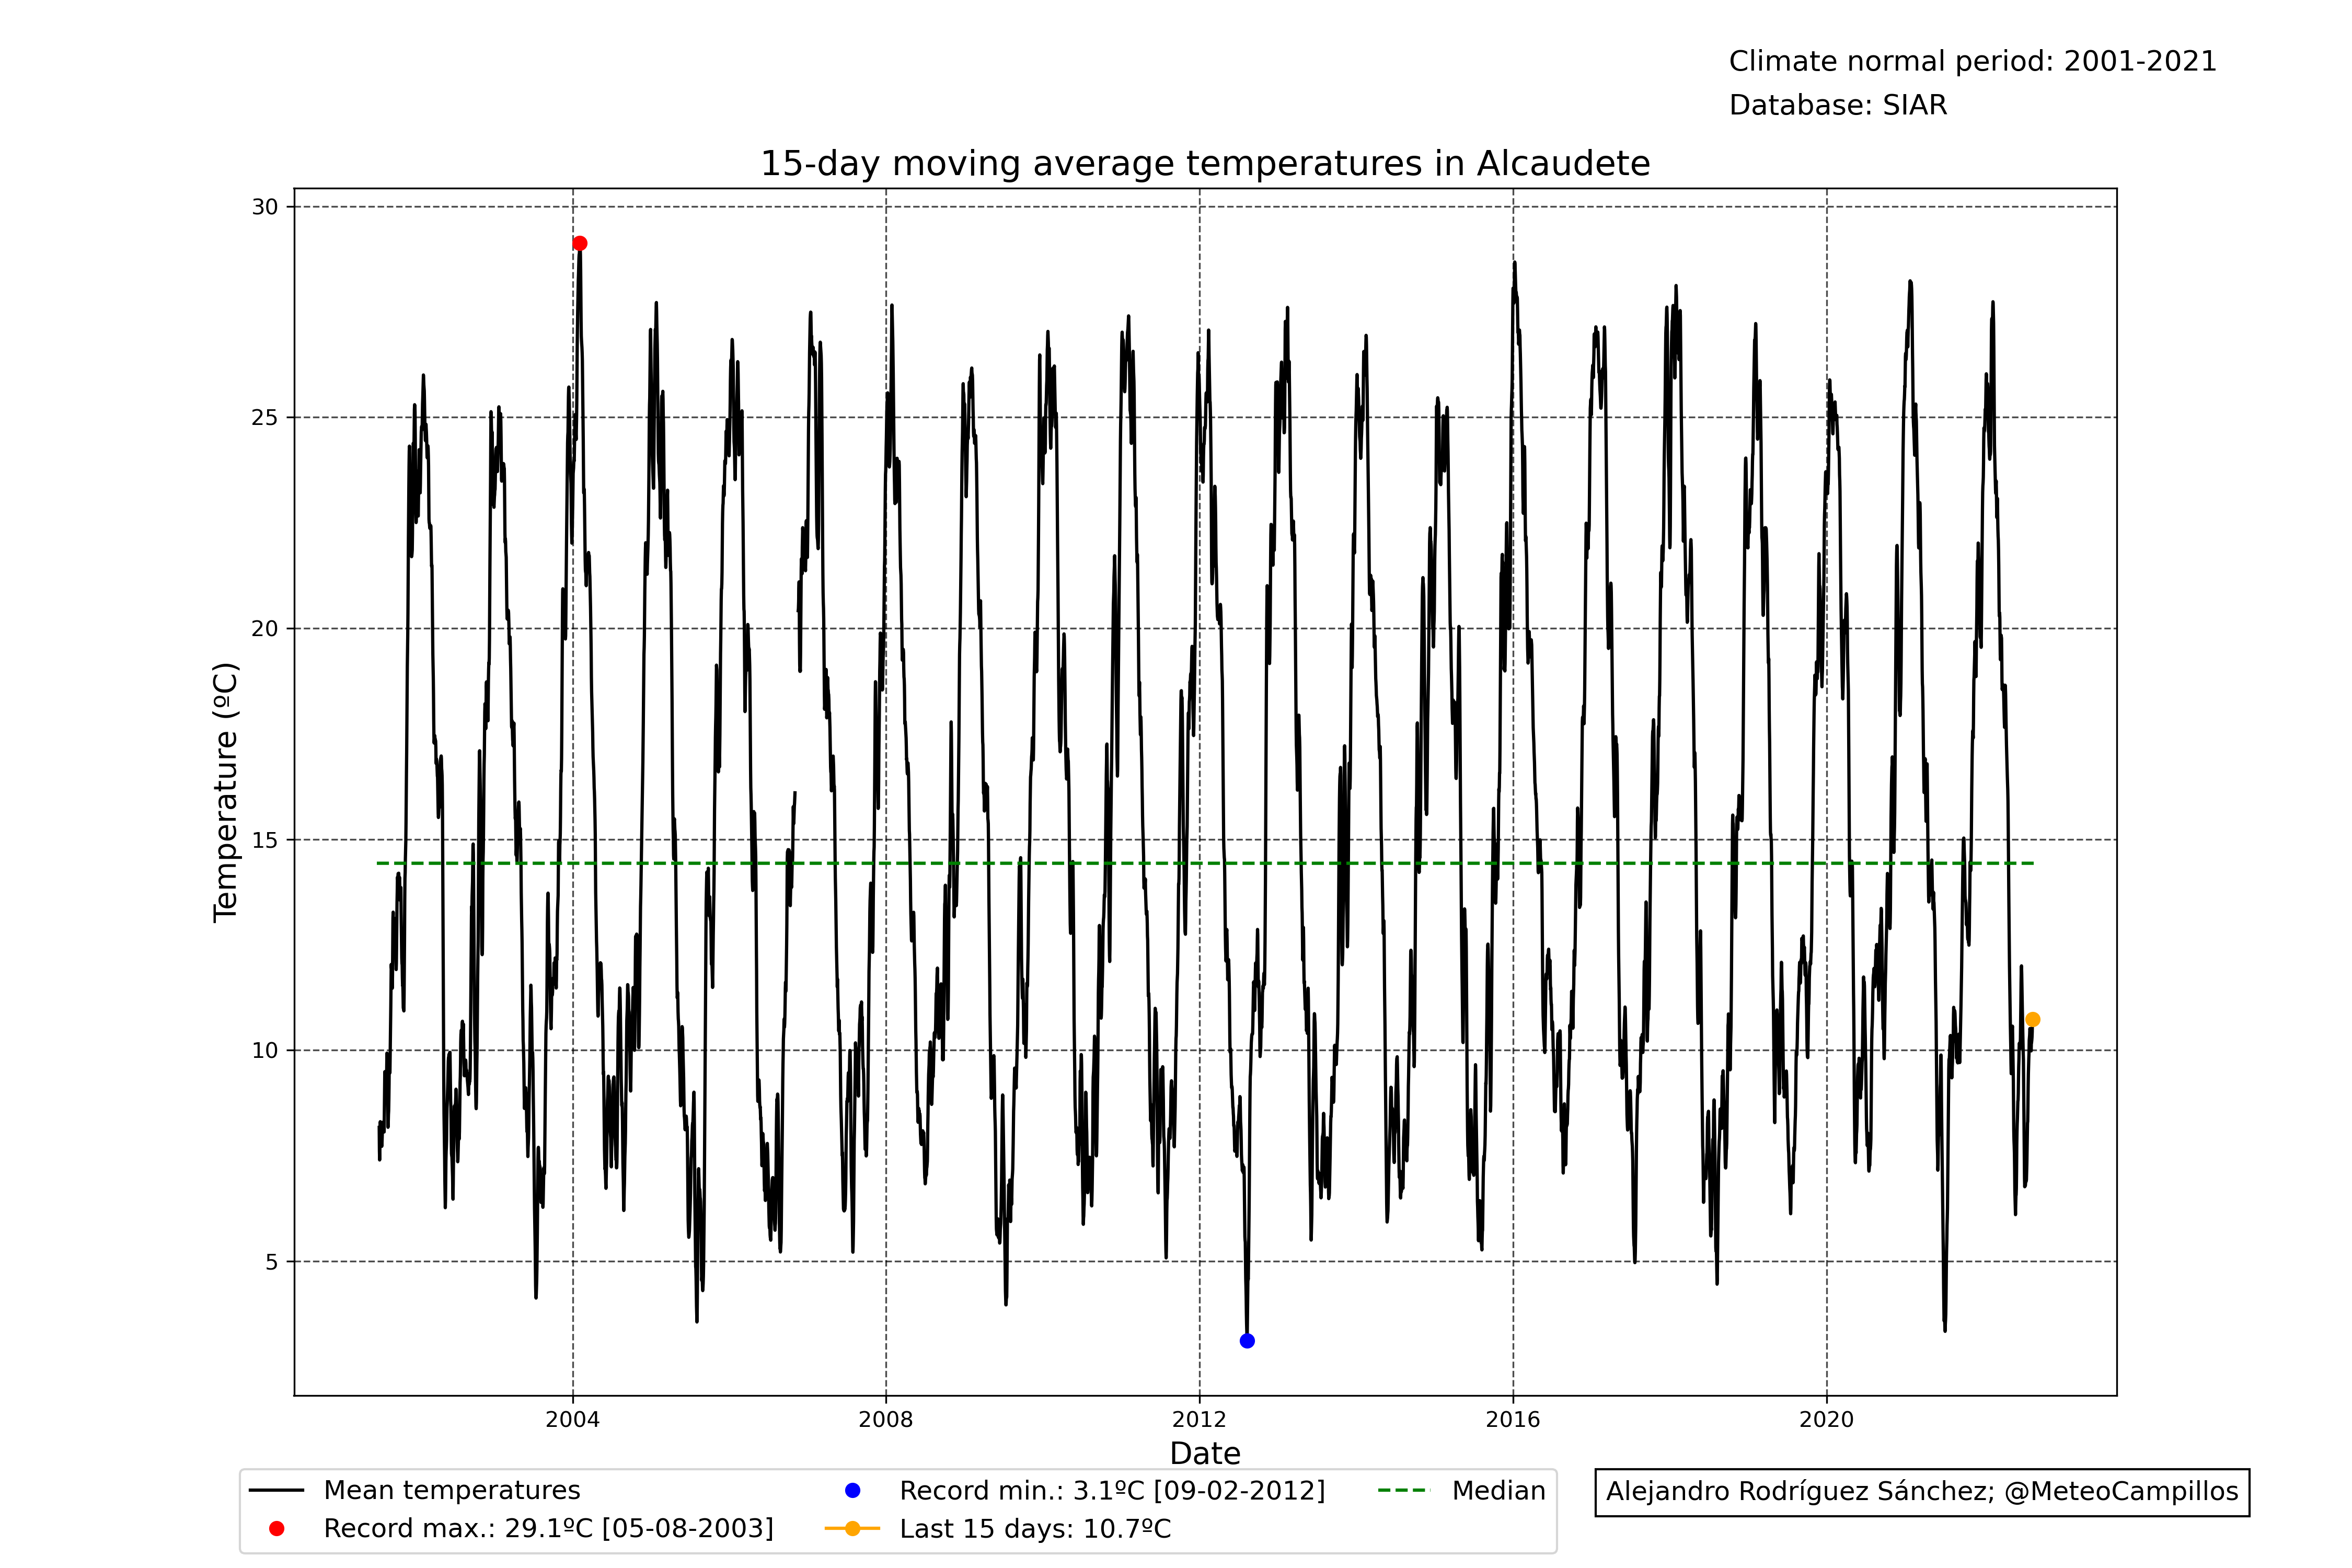 Climate normal period: 2001-2021
Database: SIAR
15-day moving average temperatures in Alcaudete
30
25
20
15
10
5
Temperature (ºC)
2004 2008 2012 2016 2020
Date
Mean temperatures
Record max.: 29.1ºC [05-08-2003]
Record min.: 3.1ºC [09-02-2012]
Last 15 days: 10.7ºC
Median
Alejandro Rodríguez Sánchez; @MeteoCampillos